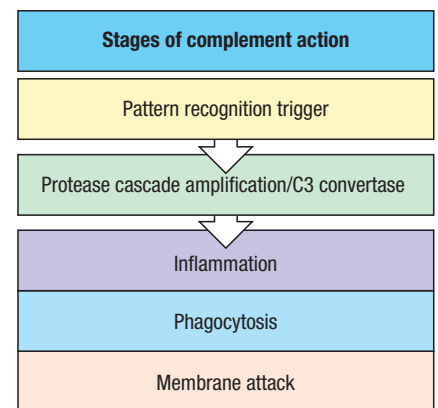 Stages of complement action
Pattern recognition trigger
Protease cascade amplification/C3 convertase
Inflammation
Phagocytosis
Membrane attack